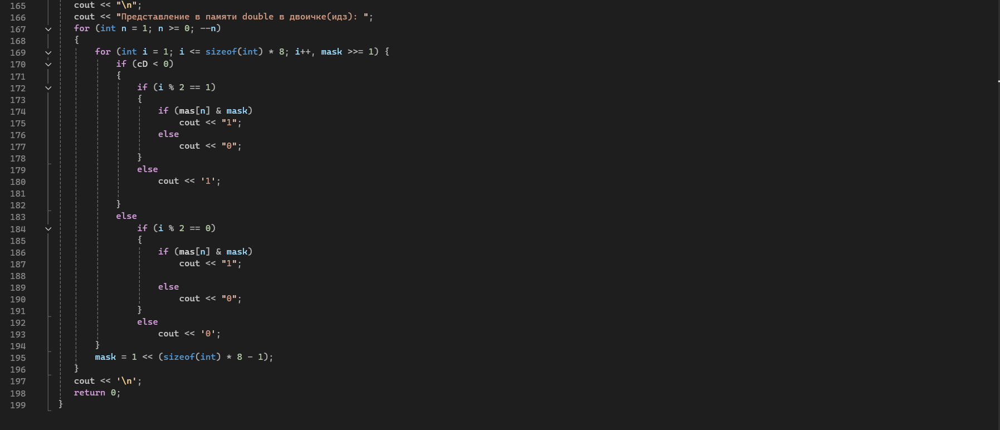 165 cout << "\n";
166 cout << "Представление в памяти double в двоичке(идз): ";
167 for (int n = 1; n >= 0; --n)
168 {
169 for (int i = 1; i <= sizeof(int) * 8; i++, mask >>= 1) {
170 if (cD < 0)
171 {
172 if (i % 2 == 1)
173 {
174 if (mas[n] & mask)
175 cout << "1";
176 else
177 cout << "0";
178 }
179 else
180 cout << '1';
181
182 }
183 else
184 if (i % 2 == 0)
185 {
186 if (mas[n] & mask)
187 cout << "1";
188
189 else
190 cout << "0";
191 }
192 else
193 cout << '0';
194 }
195 mask = 1 << (sizeof(int) * 8 - 1);
196 }
197 cout << '\n';
198 return 0;
199 }